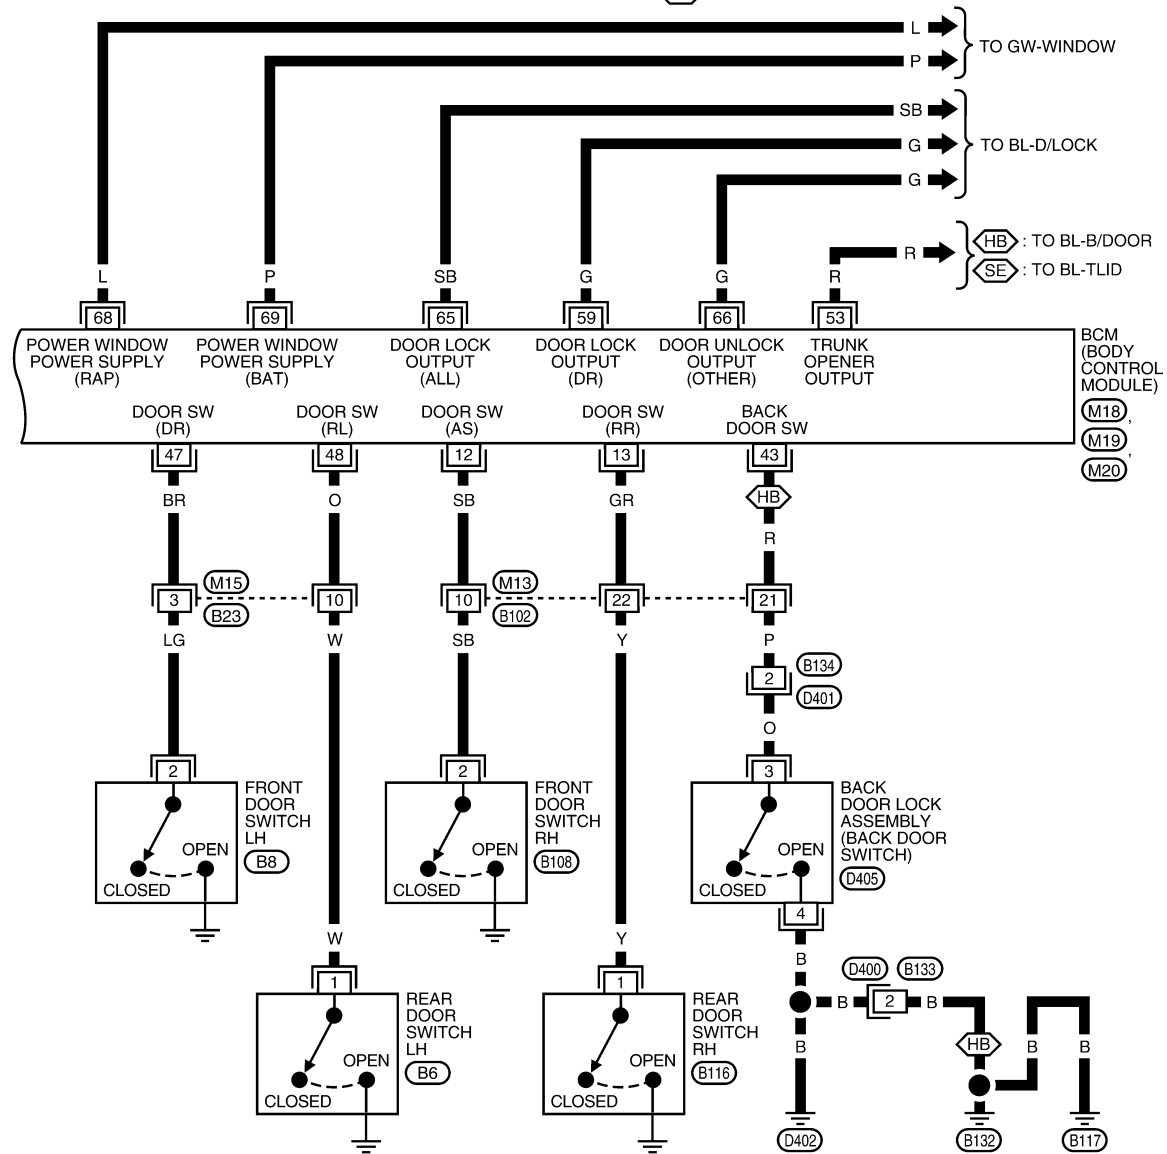 L
P
TO GW-WINDOW
SB
G
G
TO BL-D/LOCK
R
HB : TO BL-B/DOOR
SE : TO BL-TLID
L P SB G G R
68 69 65 59 66 53
POWER WINDOW
POWER SUPPLY
(RAP)
POWER WINDOW
POWER SUPPLY
(BAT)
DOOR LOCK
OUTPUT
(ALL)
DOOR LOCK
OUTPUT
(DR)
DOOR UNLOCK
OUTPUT
(OTHER)
TRUNK
OPENER
OUTPUT
BCM
(BODY
CONTROL
MODULE)
M18 ,
M19 ,
M20
DOOR SW
(DR)
DOOR SW
(RL)
DOOR SW
(AS)
DOOR SW
(RR)
BACK
DOOR SW
47 48 12 13 43
BR O SB GR HB
R
M15 M13
3 10 10 22 21
B23 B102
LG W SB Y P
B134
2
D401
O
2 2 3
FRONT
DOOR
SWITCH
LH
B8
OPEN
CLOSED
FRONT
DOOR
SWITCH
RH
B108
OPEN
CLOSED
BACK
DOOR LOCK
ASSEMBLY
(BACK DOOR
SWITCH)
D405
OPEN
CLOSED
4
W Y B
1 1
REAR
DOOR
SWITCH
LH
B6
OPEN
CLOSED
REAR
DOOR
SWITCH
RH
B116
OPEN
CLOSED
D400 B133
B 2 B
B HB B B
D402 B132 B117